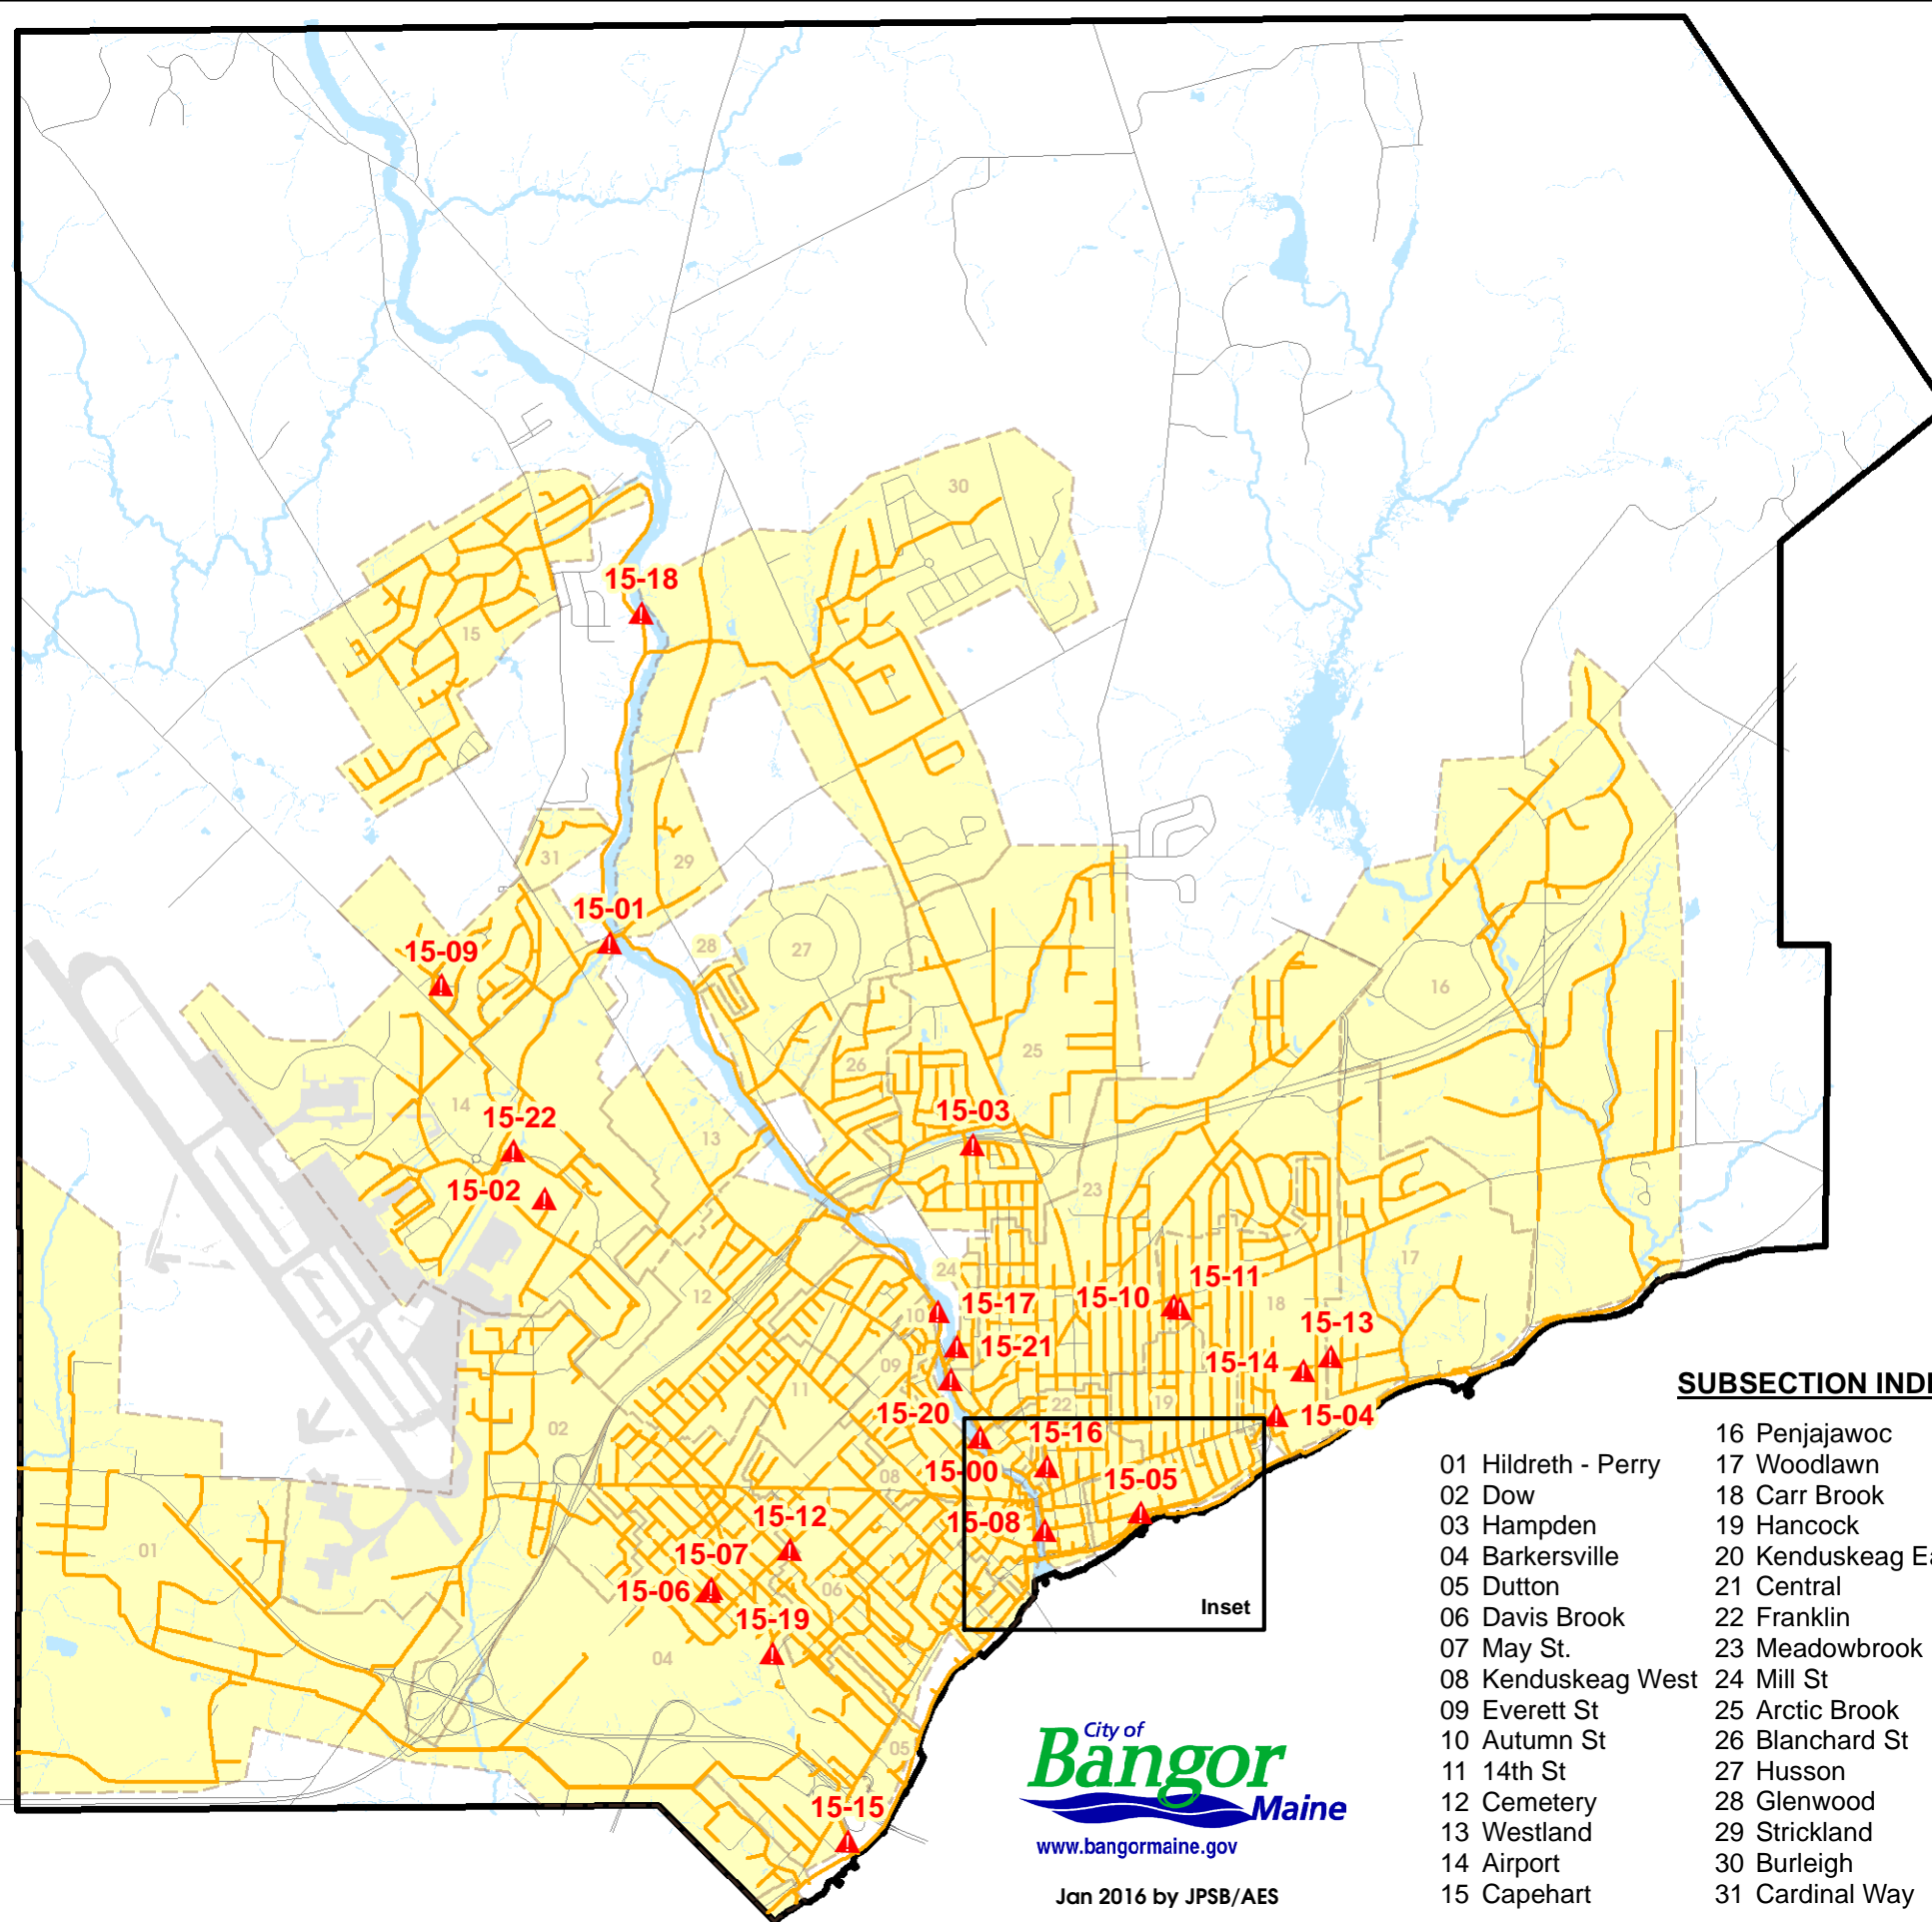 30
15-18
15
31
29
15-01
28
27
15-09
16
25
26
15-03
14
15-22
13
15-02
23
24
17
15-11
12
15-10
15-17
18
10
15-13
15-21
09
15-14
11
19
15-20
22
15-04
15-16
02
15-00
08
15-05
15-12
15-08
01
15-07
15-06
06
Inset
15-19
04
05
15-15
City of
Bangor
Maine
www.bangormaine.gov
Jan 2016 by JPSB/AES
SUBSECTION INDE
01 Hildreth - Perry
02 Dow
03 Hampden
04 Barkersville
05 Dutton
06 Davis Brook
07 May St.
08 Kenduskeag West
09 Everett St
10 Autumn St
11 14th St
12 Cemetery
13 Westland
14 Airport
15 Capehart
16 Penjajawoc
17 Woodlawn
18 Carr Brook
19 Hancock
20 Kenduskeag Ea
21 Central
22 Franklin
23 Meadowbrook
24 Mill St
25 Arctic Brook
26 Blanchard St
27 Husson
28 Glenwood
29 Strickland
30 Burleigh
31 Cardinal Way